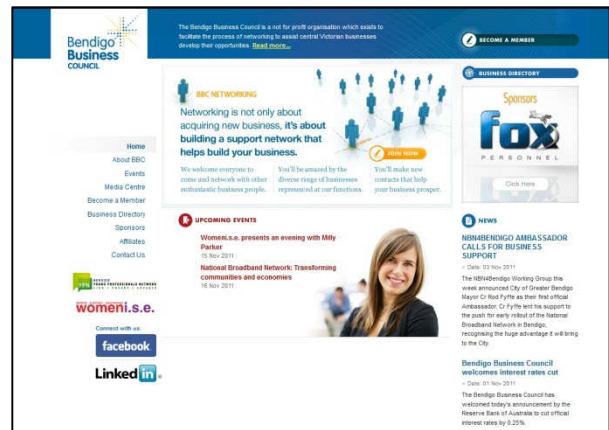 Bendigo
Business
COUNCIL
The Bendigo Business Council is a not for profit organisation which exists to
facilitate the process of networking to assist central Victorian businesses
develop their opportunities. Read more...
BECOME A MEMBER
BUSINESS DIRECTORY
Sponsors
fox
PERSONNEL
Click Here
BBC NETWORKING
Networking is not only about
acquiring new business, it's about
building a support network that
helps build your business.
JOIN NOW
We welcome everyone to
come and network with other
enthusiastic business people.
You'll be amazed by the
diverse range of businesses
represented at our functions.
You'll make new
contacts that help
your business prosper.
Home
About BBC
Events
Media Centre
Become a Member
Business Directory
Sponsors
Affiliates
Contact Us
womeni.s.e.
Connect with us:
facebook
Linked in
UPCOMING EVENTS
Womeni.s.e. presents an evening with Milly
Parker
15 Nov 2011
National Broadband Network: Transforming
communities and economies
16 Nov 2011
NEWS
NBN4BENDIGO AMBASSADOR
CALLS FOR BUSINESS
SUPPORT
- Date: 03 Nov 2011
The NBN4Bendigo Working Group this
week announced City of Greater Bendigo
Mayor Cr Rod Fyffe as their first official
Ambassador. Cr Fyffe lent his support to
the push for early rollout of the National
Broadband Network in Bendigo,
recognising the huge advantage it will bring
to the City.
Bendigo Business Council
welcomes interest rates cut
- Date: 01 Nov 2011
The Bendigo Business Council has
welcomed today's announcement by the
Reserve Bank of Australia to cut official
interest rates by 0.25%.